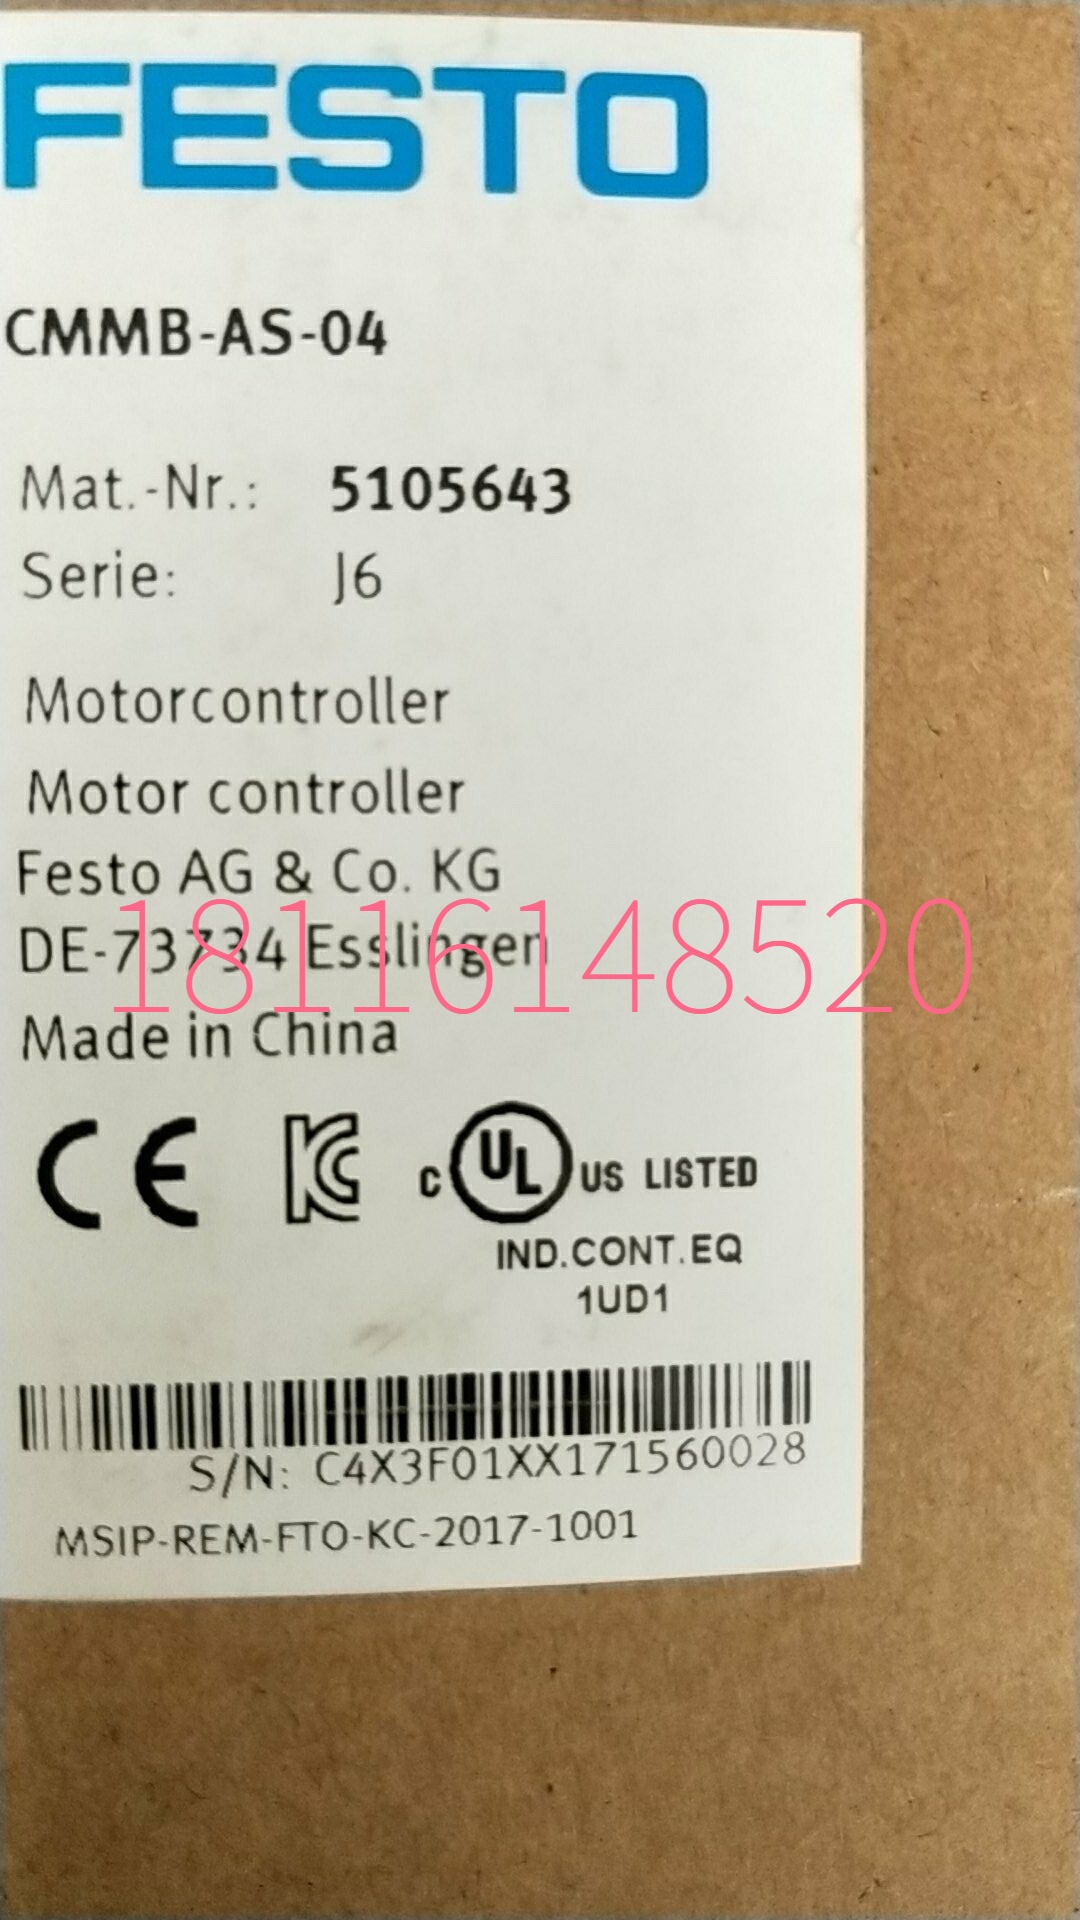 FESTO
CMMB-AS-04
Mat.-Nr.: 5105643
Serie: J6
Motorcontroller
Motor controller
Festo AG & Co. KG
DE-73734 Esslingen
18116148520
Made in China
CE KC c UL US LISTED
IND.CONT.EQ
1UD1
S/N: C4X3F01XX171560028
MSIP-REM-FTO-KC-2017-1001